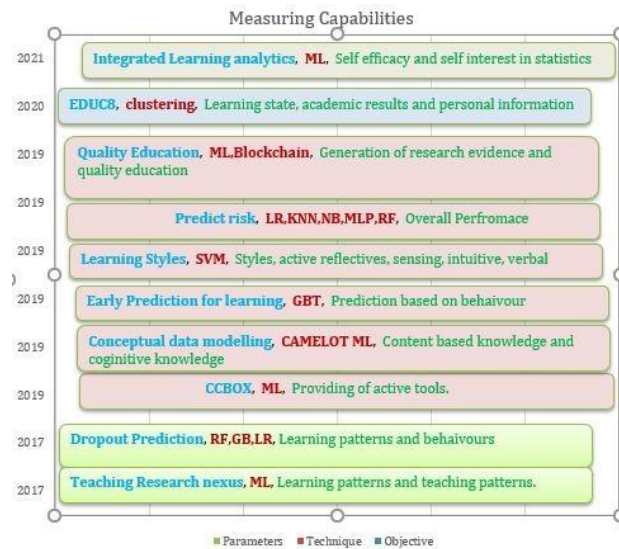 Measuring Capabilities
2021
Integrated Learning analytics, ML, Self efficacy and self interest in statistics
2020
EDUC8, clustering, Learning state, academic results and personal information
2019
Quality Education, ML,Blockchain, Generation of research evidence and
quality education
2019
Predict risk, LR,KNN,NB,MLP,RF, Overall Perfromace
2019
Learning Styles, SVM, Styles, active reflectives, sensing, intuitive, verbal
2019
Early Prediction for learning, GBT, Prediction based on behaivour
2019
Conceptual data modelling, CAMELOT ML, Content based knowledge and
coginitive knowledge
2019
CCBOX, ML, Providing of active tools.
2017
Dropout Prediction, RF,GB,LR, Learning patterns and behaivours
2017
Teaching Research nexus, ML, Learning patterns and teaching patterns.
Parameters Technique Objective